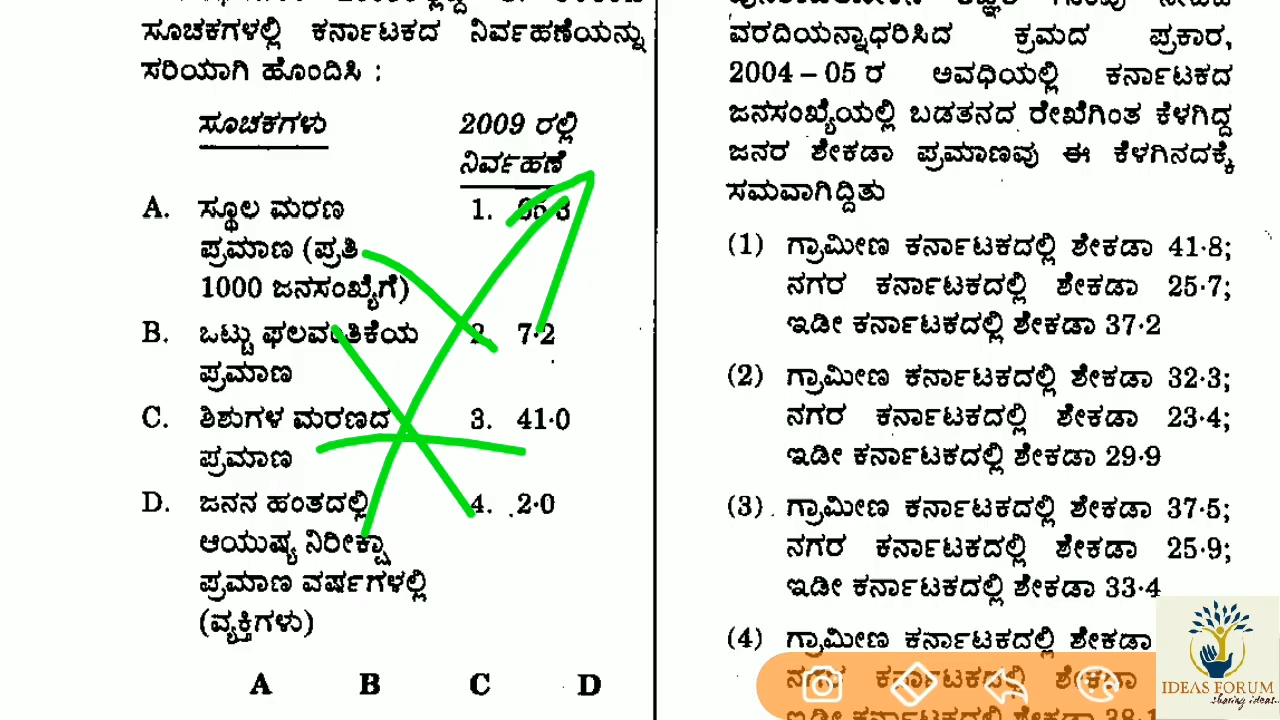 ಸೂಚಕಗಳಲ್ಲಿ ಕರ್ನಾಟಕದ ನಿರ್ವಹಣೆಯನ್ನು
ಸರಿಯಾಗಿ ಹೊಂದಿಸಿ :
ಸೂಚಕಗಳು 2009 ರಲ್ಲಿ
ನಿರ್ವಹಣೆ
A. ಸ್ಥೂಲ ಮರಣ 1.
ಪ್ರಮಾಣ (ಪ್ರತಿ
1000 ಜನಸಂಖ್ಯೆಗೆ)
B. ಒಟ್ಟು ಫಲವಂತಿಕೆಯ 2. 7·2
ಪ್ರಮಾಣ
C. ಶಿಶುಗಳ ಮರಣದ 3. 41·0
ಪ್ರಮಾಣ
D. ಜನನ ಹಂತದಲ್ಲಿ 4. 2·0
ಆಯುಷ್ಯ ನಿರೀಕ್ಷಾ
ಪ್ರಮಾಣ ವರ್ಷಗಳಲ್ಲಿ
(ವ್ಯಕ್ತಿಗಳು)
A B C D
ವರದಿಯನ್ನಾಧರಿಸಿದ ಕ್ರಮದ ಪ್ರಕಾರ,
2004 – 05 ರ ಅವಧಿಯಲ್ಲಿ ಕರ್ನಾಟಕದ
ಜನಸಂಖ್ಯೆಯಲ್ಲಿ ಬಡತನದ ರೇಖೆಗಿಂತ ಕೆಳಗಿದ್ದ
ಜನರ ಶೇಕಡಾ ಪ್ರಮಾಣವು ಈ ಕೆಳಗಿನದಕ್ಕೆ
ಸಮವಾಗಿದ್ದಿತು
(1) ಗ್ರಾಮೀಣ ಕರ್ನಾಟಕದಲ್ಲಿ ಶೇಕಡಾ 41·8;
ನಗರ ಕರ್ನಾಟಕದಲ್ಲಿ ಶೇಕಡಾ 25·7;
ಇಡೀ ಕರ್ನಾಟಕದಲ್ಲಿ ಶೇಕಡಾ 37·2
(2) ಗ್ರಾಮೀಣ ಕರ್ನಾಟಕದಲ್ಲಿ ಶೇಕಡಾ 32·3;
ನಗರ ಕರ್ನಾಟಕದಲ್ಲಿ ಶೇಕಡಾ 23·4;
ಇಡೀ ಕರ್ನಾಟಕದಲ್ಲಿ ಶೇಕಡಾ 29·9
(3) ಗ್ರಾಮೀಣ ಕರ್ನಾಟಕದಲ್ಲಿ ಶೇಕಡಾ 37·5;
ನಗರ ಕರ್ನಾಟಕದಲ್ಲಿ ಶೇಕಡಾ 25·9;
ಇಡೀ ಕರ್ನಾಟಕದಲ್ಲಿ ಶೇಕಡಾ 33·4
(4) ಗ್ರಾಮೀಣ ಕರ್ನಾಟಕದಲ್ಲಿ ಶೇಕಡಾ
ನಗರ ಕರ್ನಾಟಕದಲ್ಲಿ ಶೇಕಡಾ
IDEAS FORUM
sharing ideas